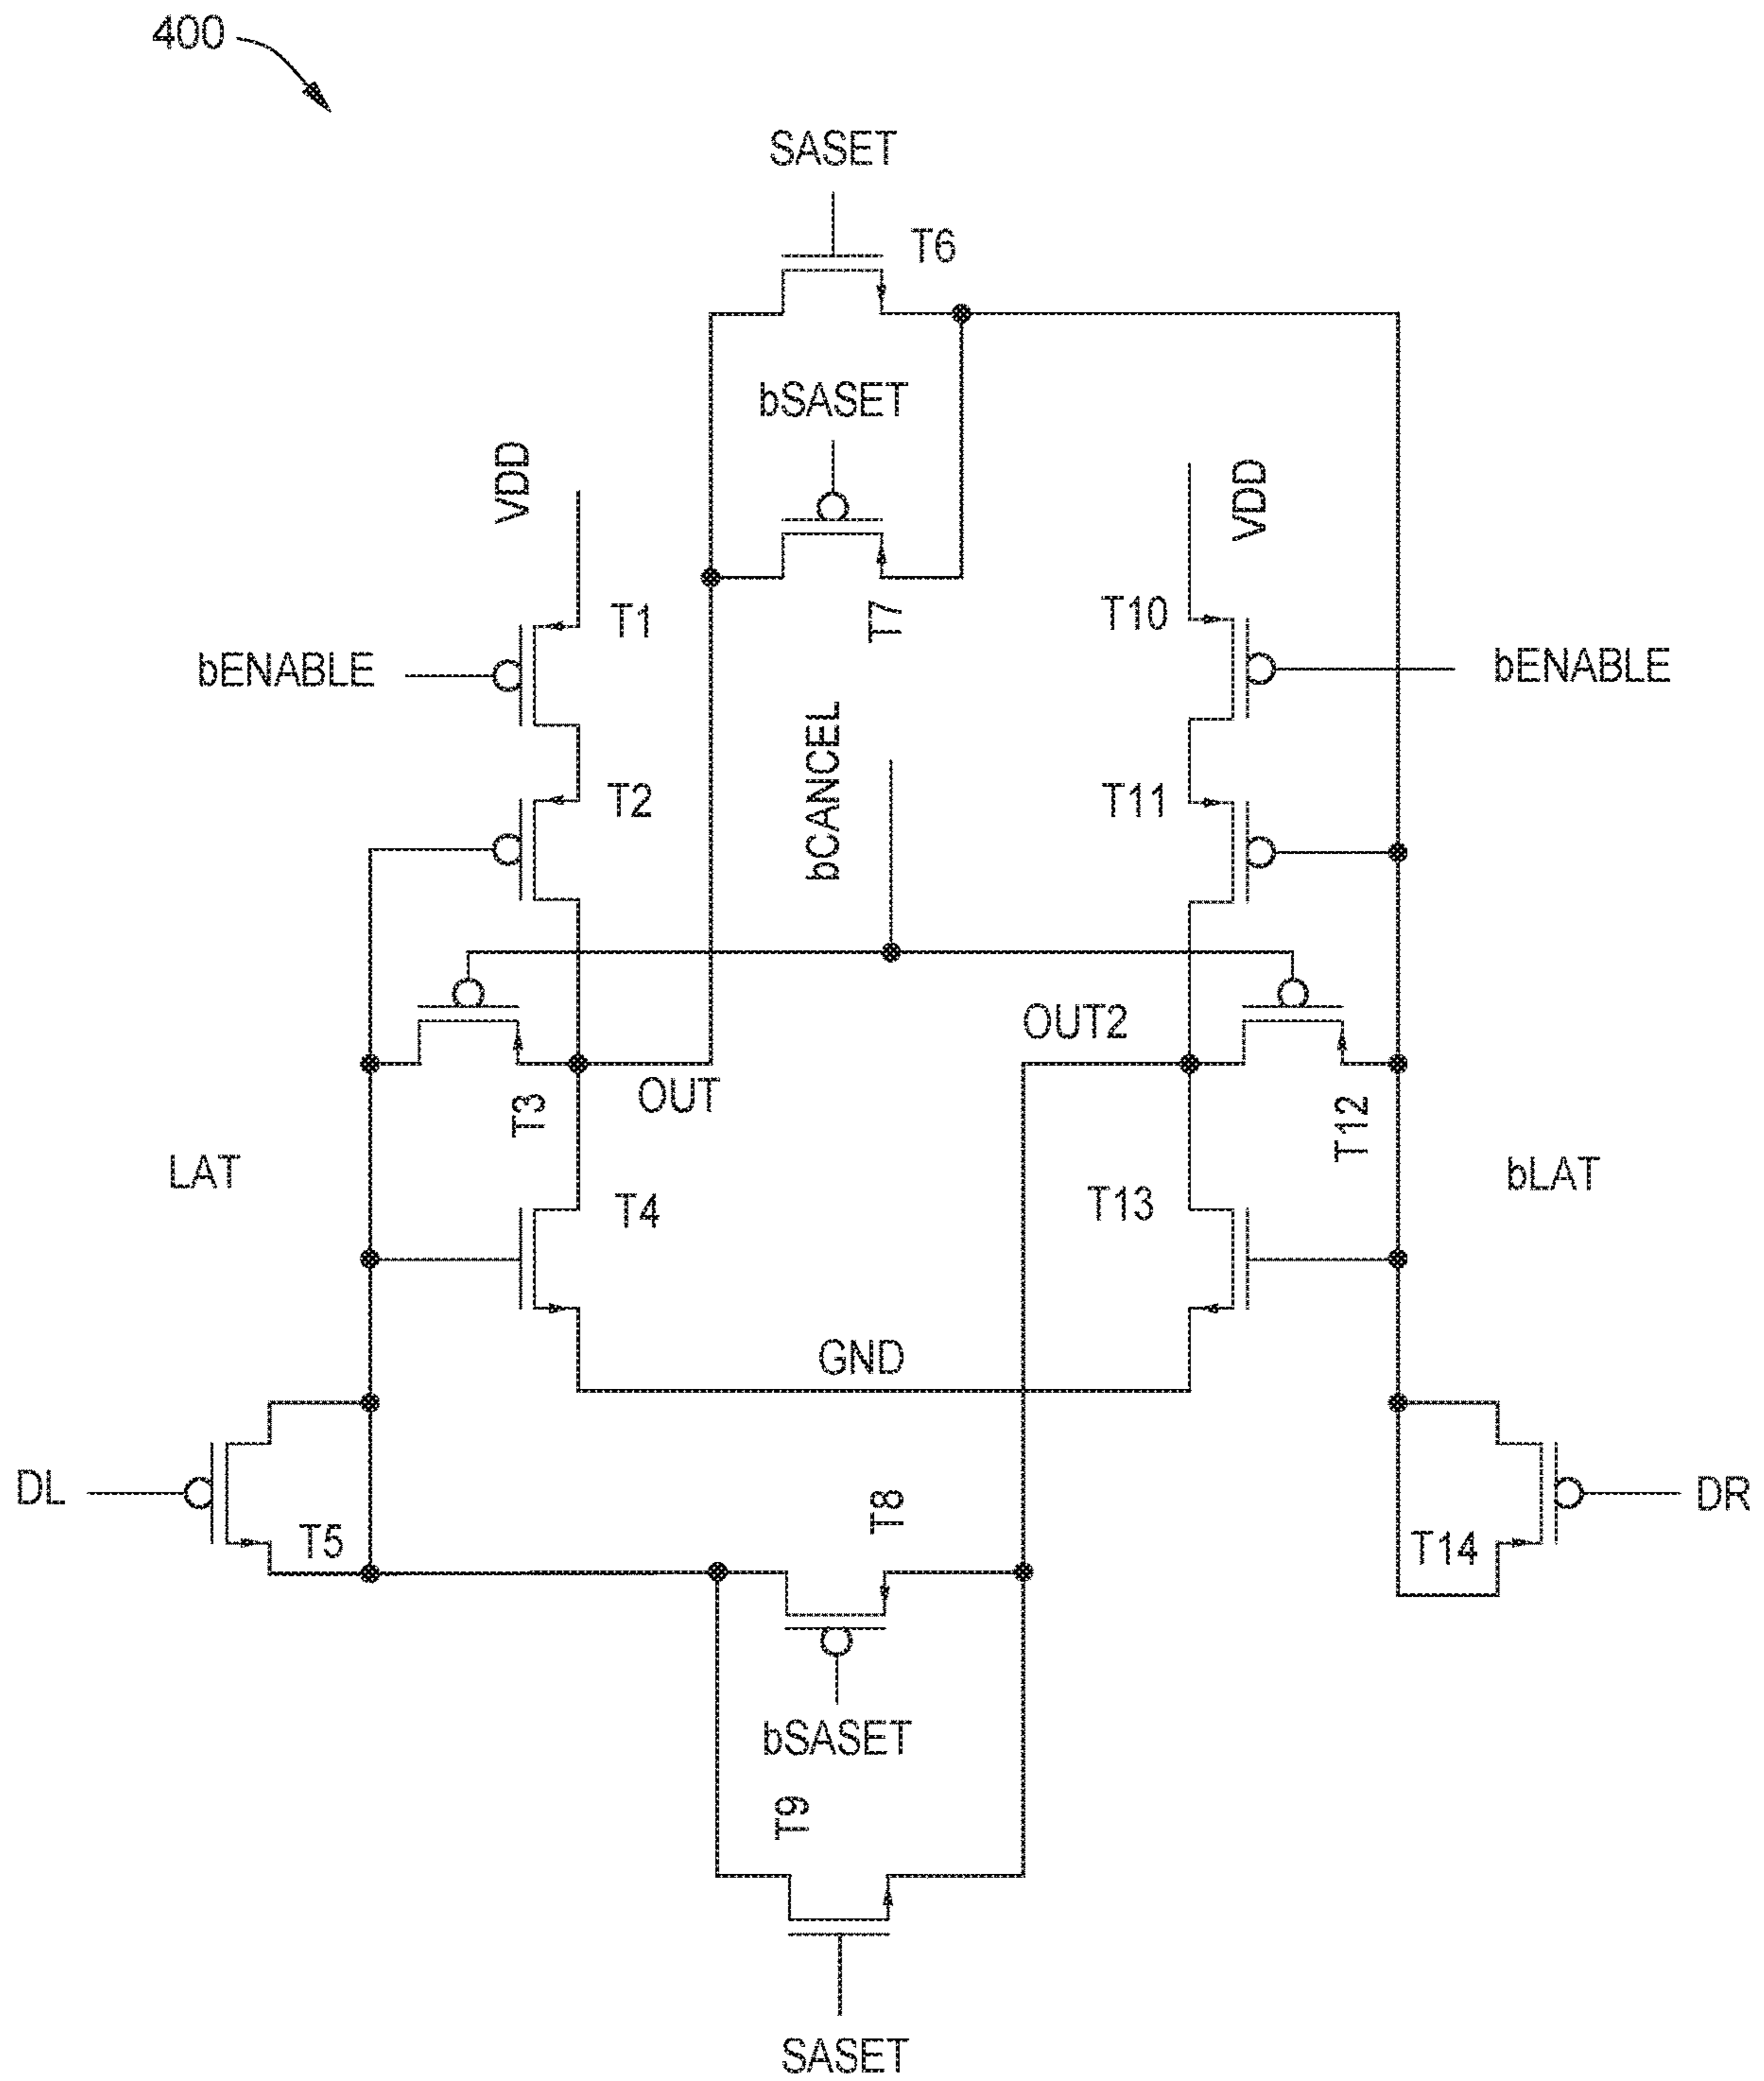 400
SASET
T6
bSASET
VDD
VDD
T7
T1
T10
bENABLE
bENABLE
bCANCEL
T2
T11
OUT2
OUT
T3
T12
LAT
bLAT
T4
T13
GND
DL
T5
T8
T14
DR
bSASET
T9
SASET